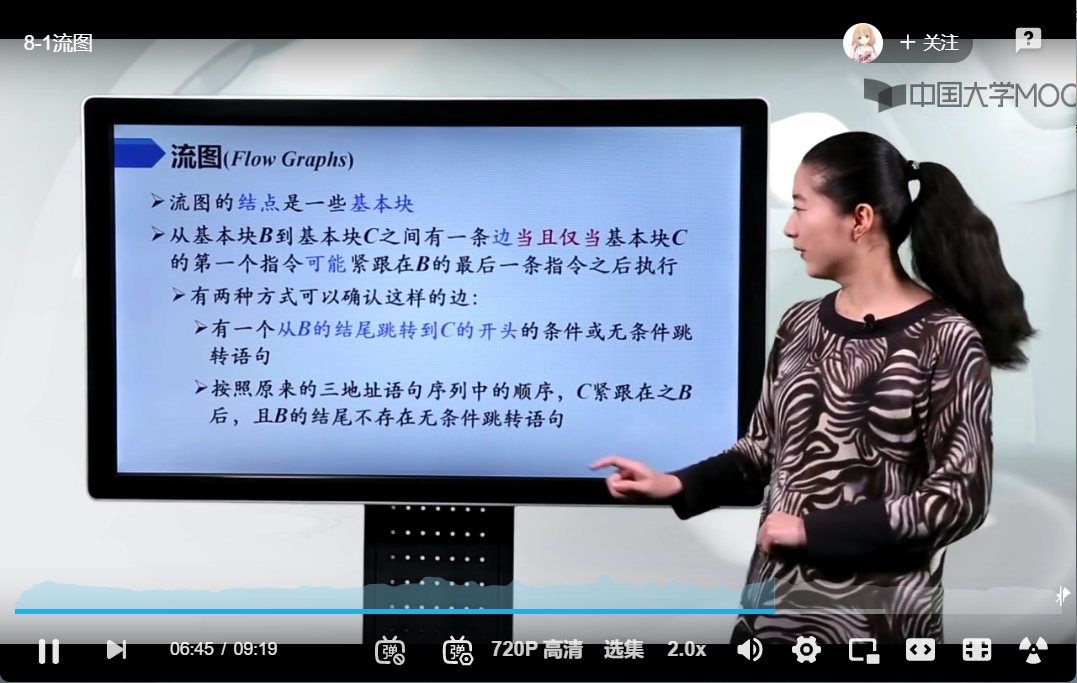 8-1流图
+ 关注
?
中国大学MOO
流图(Flow Graphs)
➢流图的结点是一些基本块
➢从基本块B到基本块C之间有一条边当且仅当基本块C
的第一个指令可能紧跟在B的最后一条指令之后执行
➢有两种方式可以确认这样的边:
➢有一个从B的结尾跳转到C的开头的条件或无条件跳
转语句
➢按照原来的三地址语句序列中的顺序，C紧跟在之B
后，且B的结尾不存在无条件跳转语句
06:45 / 09:19
弹
弹
720P 高清
选集
2.0x